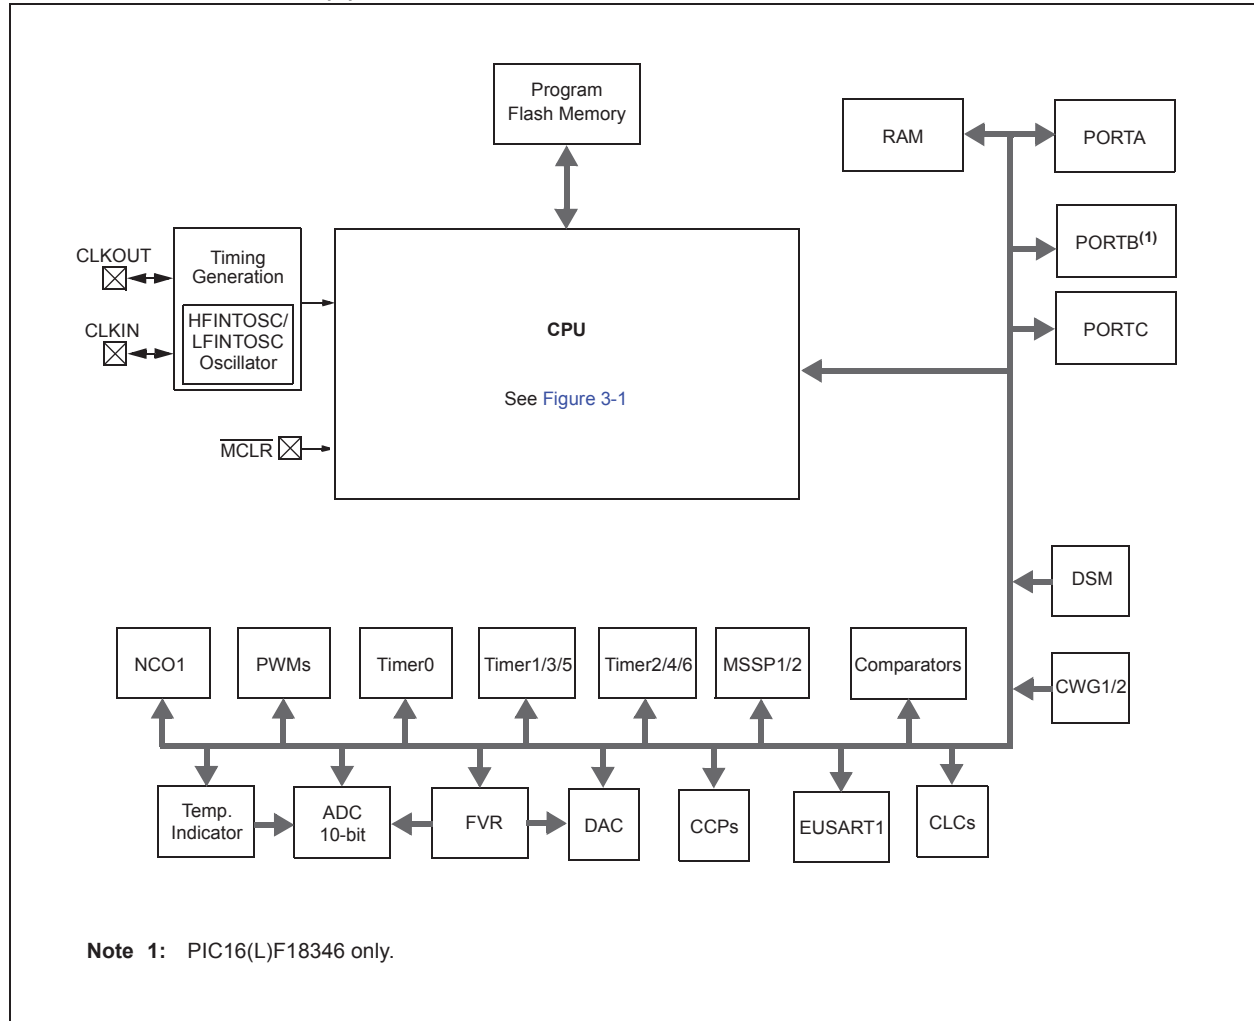 Program
Flash Memory
RAM
PORTA
PORTB(1)
PORTC
CLKOUT
CLKIN
Timing
Generation
HFINTOSC/
LFINTOSC
Oscillator
MCLR
CPU
See Figure 3-1
DSM
CWG1/2
NCO1
PWMs
Timer0
Timer1/3/5
Timer2/4/6
MSSP1/2
Comparators
Temp.
Indicator
ADC
10-bit
FVR
DAC
CCPs
EUSART1
CLCs
Note 1: PIC16(L)F18346 only.